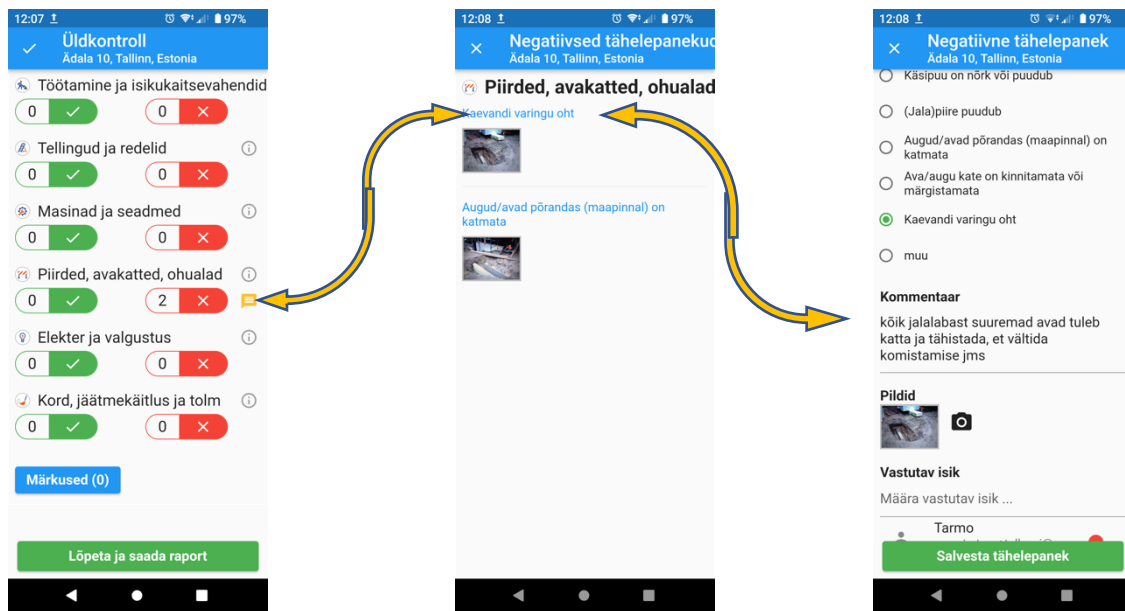 12:07
97%
Üldkontroll
Ädala 10, Tallinn, Estonia
Töötamine ja isikukaitsevahendid
0
0
Tellingud ja redelid
0
0
Masinad ja seadmed
0
0
Piirded, avakatted, ohualad
0
2
Elekter ja valgustus
0
0
Kord, jäätmekäitlus ja tolm
0
0
Märkused (0)
Lõpeta ja saada raport
12:08
97%
Negatiivsed tähelepanekud
Ädala 10, Tallinn, Estonia
Piirded, avakatted, ohualad
Kaevandi varingu oht
Augud/avad põrandas (maapinnal) on
katmata
12:08
97%
Negatiivne tähelepanek
Ädala 10, Tallinn, Estonia
Käsipuu on nõrk või puudub
(Jala)piire puudub
Augud/avad põrandas (maapinnal) on
katmata
Ava/augu kate on kinnitamata või
märgistamata
Kaevandi varingu oht
muu
Kommentaar
kõik jalalabast suuremad avad tuleb
katta ja tähistada, et vältida
komistamise jms
Pildid
Vastutav isik
Määra vastutav isik ...
Tarmo
Salvesta tähelepanek